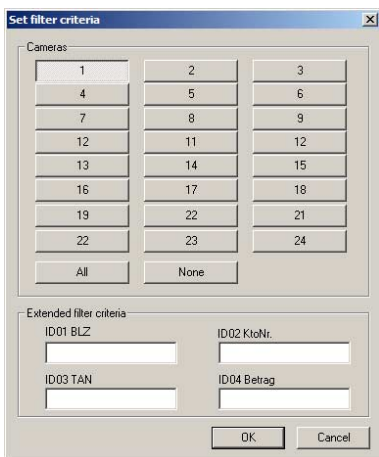 Set filter criteria
Cameras
1 2 3
4 5 6
7 8 9
12 11 12
13 14 15
16 17 18
19 22 21
22 23 24
All None
Extended filter criteria
ID01 BLZ ID02 KtoNr.
ID03 TAN ID04 Betrag
OK Cancel